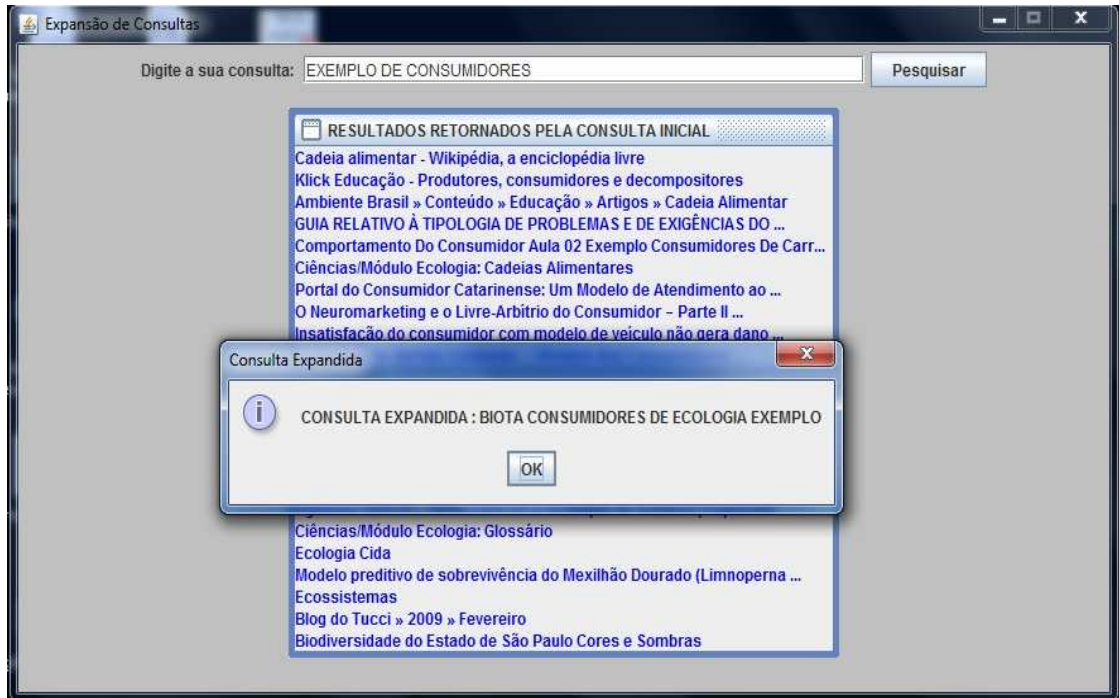 Expansão de Consultas
Digite a sua consulta: EXEMPLO DE CONSUMIDORES Pesquisar
RESULTADOS RETORNADOS PELA CONSULTA INICIAL
Cadeia alimentar - Wikipédia, a enciclopédia livre
Klick Educação - Produtores, consumidores e decompositores
Ambiente Brasil » Conteúdo » Educação » Artigos » Cadeia Alimentar
GUIA RELATIVO À TIPOLOGIA DE PROBLEMAS E DE EXIGÊNCIAS DO ...
Comportamento Do Consumidor Aula 02 Exemplo Consumidores De Carr...
Ciências/Módulo Ecologia: Cadeias Alimentares
Portal do Consumidor Catarinense: Um Modelo de Atendimento ao ...
O Neuromarketing e o Livre-Arbítrio do Consumidor – Parte II ...
Insatisfação do consumidor com modelo de veículo não gera dano ...
Consulta Expandida
CONSULTA EXPANDIDA : BIOTA CONSUMIDORES DE ECOLOGIA EXEMPLO
OK
Ciências/Módulo Ecologia: Glossário
Ecologia Cida
Modelo preditivo de sobrevivência do Mexilhão Dourado (Limnoperna ...
Ecossistemas
Blog do Tucci » 2009 » Fevereiro
Biodiversidade do Estado de São Paulo Cores e Sombras